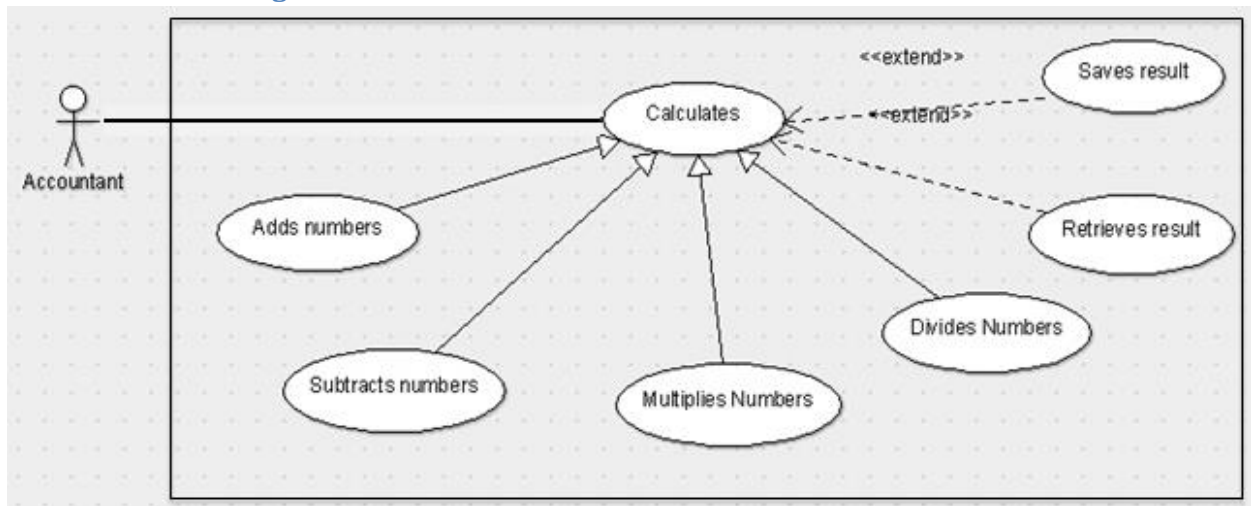 <<extend>>
Saves result
Calculates
<<extend>>
Accountant
Adds numbers
Retrieves result
Divides Numbers
Subtracts numbers
Multiplies Numbers